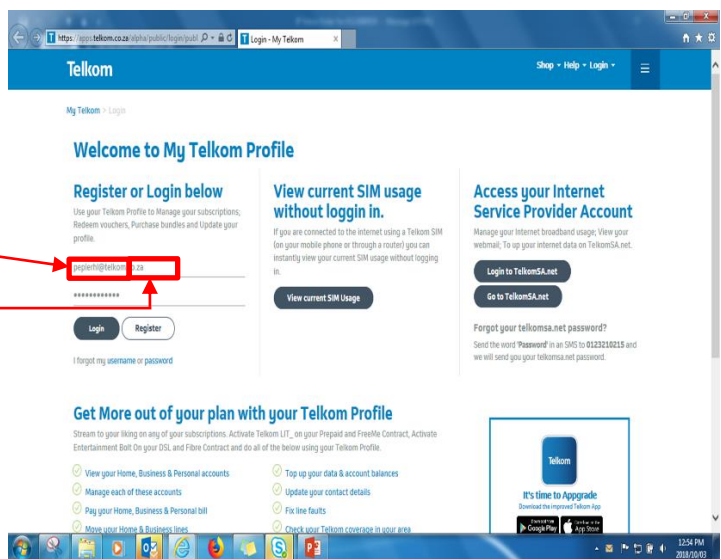 https://apps.telkom.co.za/alpha/public/login/publ
Login - My Telkom
Telkom
Shop
Help
Login
My Telkom > Login
Welcome to My Telkom Profile
Register or Login below
Use your Telkom Profile to Manage your subscriptions;
Redeem vouchers, Purchase bundles and Update your
profile.
Login
Register
I forgot my username or password
View current SIM usage
without loggin in.
If you are connected to the internet using a Telkom SIM
(on your mobile phone or through a router) you can
instantly view your current SIM usage without logging
in.
View current SIM Usage
Access your Internet
Service Provider Account
Manage your Internet broadband usage; View your
webmail; To up your internet data on TelkomSA.net.
Login to TelkomSA.net
Go to TelkomSA.net
Forgot your telkomsa.net password?
Send the word 'Password' in an SMS to 0123210215 and
we will send you your telkomsa.net password.
Get More out of your plan with your Telkom Profile
Stream to your liking on any of your subscriptions. Activate Telkom LIT_ on your Prepaid and FreeMe Contract, Activate
Entertainment Bolt On your DSL and Fibre Contract and do all of the below using your Telkom Profile.
View your Home, Business & Personal accounts
Manage each of these accounts
Pay your Home & Personal bill
Move your Home & Business lines
Top up your data & account balances
Update your contact details
Fix line faults
Check your Telkom coverage in your area
Telkom
It's time to Appgrade
Download the improved Telkom App
Google Play
App Store
12:54 PM
2018/10/03